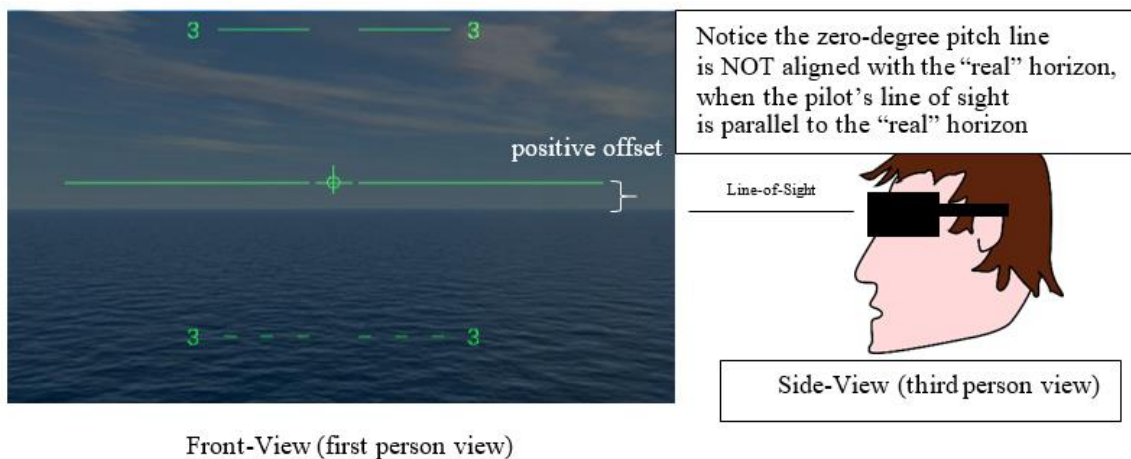 3
3
positive offset
3
3
Front-View (first person view)
Notice the zero-degree pitch line
is NOT aligned with the “real” horizon,
when the pilot’s line of sight
is parallel to the “real” horizon
Line-of-Sight
Side-View (third person view)